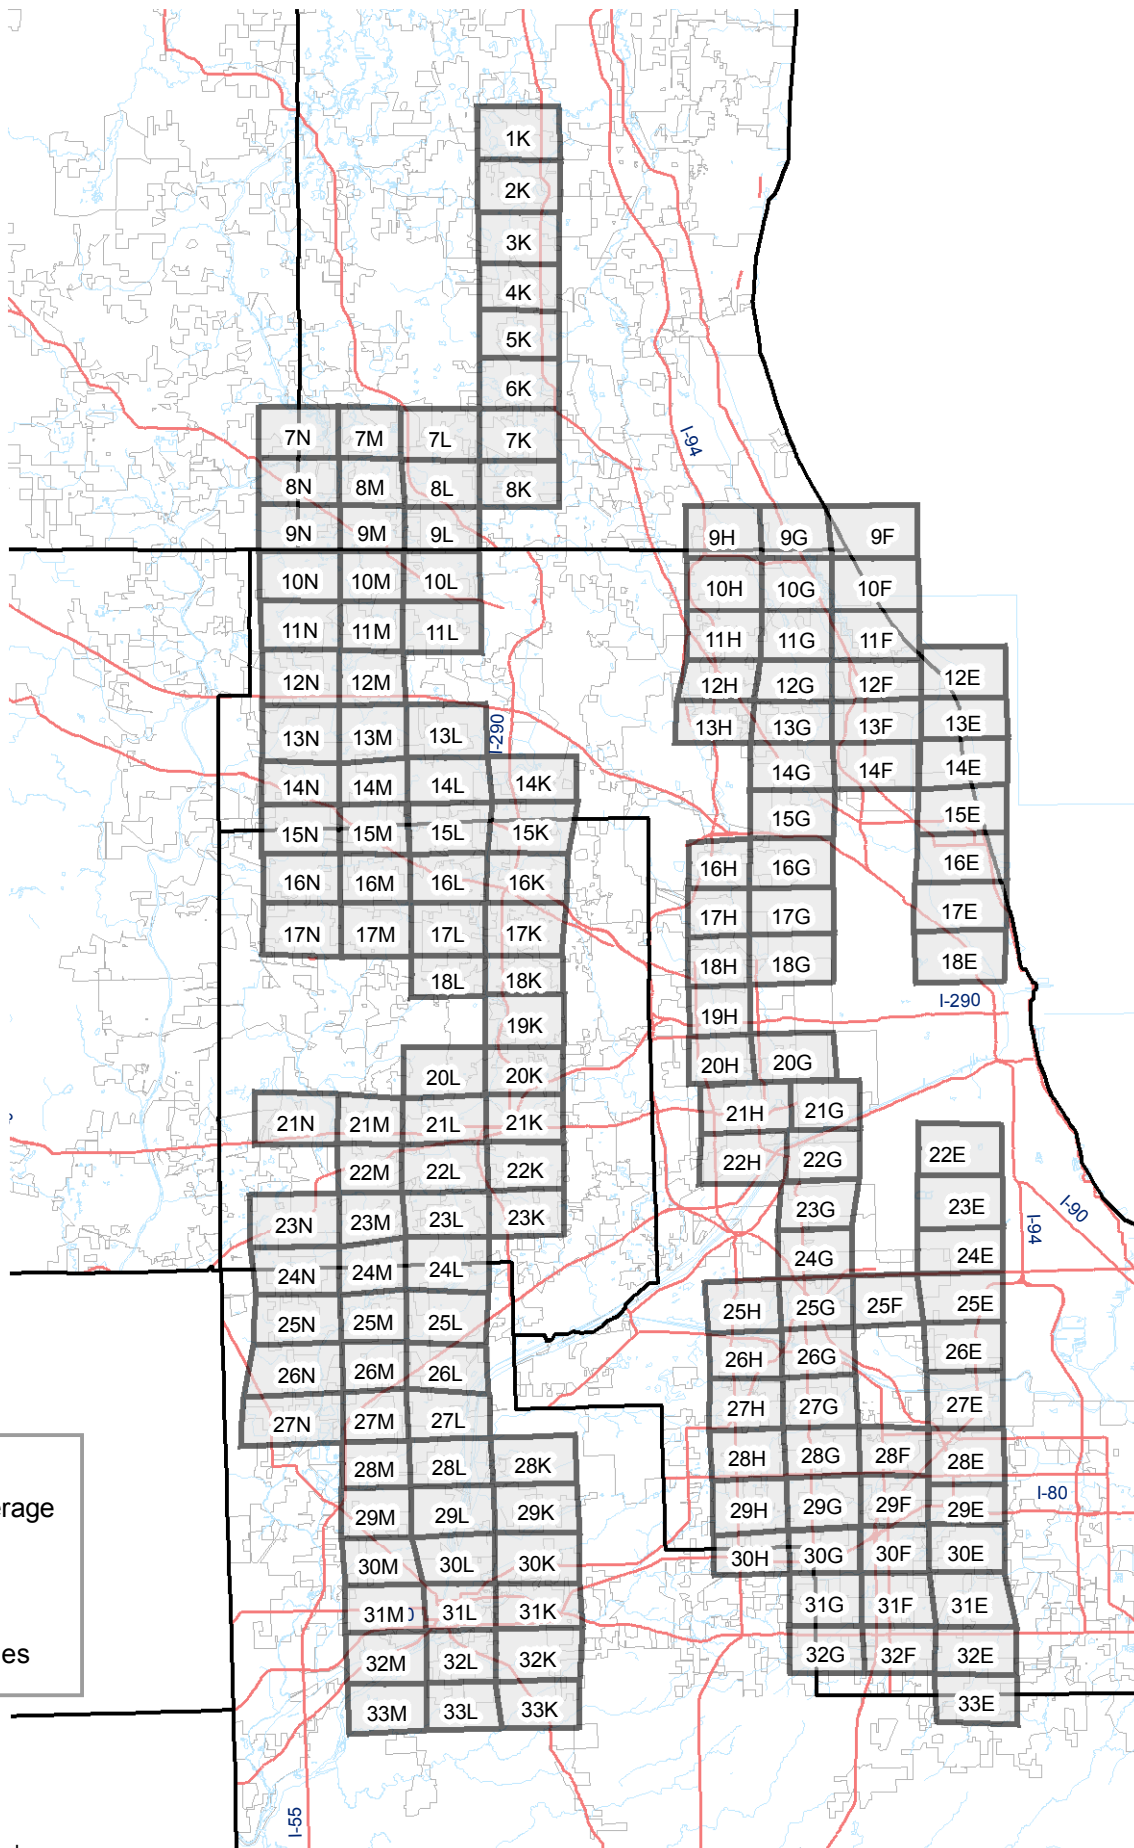 1K
2K
3K
4K
5K
6K
I-94
7N 7M 7L 7K
8N 8M 8L 8K
9N 9M 9L 9H 9G 9F
10N 10M 10L 10H 10G 10F
11N 11M 11L 11H 11G 11F
12N 12M 12H 12G 12F 12E
13N 13M 13L I-290 13H 13G 13F 13E
14N 14M 14L 14K 14G 14F 14E
15N 15M 15L 15K 15G 15E
16N 16M 16L 16K 16H 16G 16E
17N 17M 17L 17K 17H 17G 17E
18L 18K 18H 18G 18E
I-290
19K 19H
20L 20K 20H 20G
21N 21M 21L 21K 21H 21G
22M 22L 22K 22H 22G 22E
23N 23M 23L 23K 23G 23E I-94 I-90
24N 24M 24L 24G 24E
25N 25M 25L 25H 25G 25F 25E
26N 26M 26L 26H 26G 26E
27N 27M 27L 27H 27G 27E
28M 28L 28K 28H 28G 28F 28E
I-80
erage
29M 29L 29K 29H 29G 29F 29E
30M 30L 30K 30H 30G 30F 30E
31M 31L 31K 31G 31F 31E
es
32M 32L 32K 32G 32F 32E
33M 33L 33K 33E
I-55